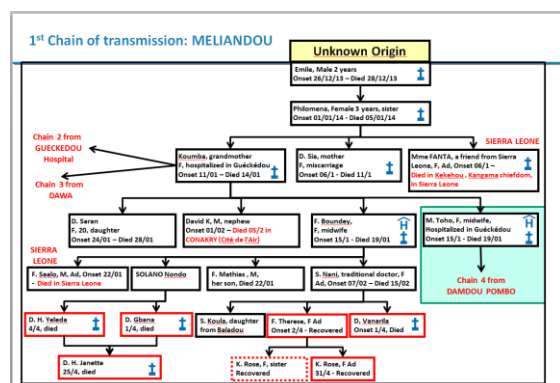 1st Chain of transmission: MELIANDOU
Unknown Origin
Emile, Male 2 years
Onset 26/12/13 – Died 28/12/13
Philomena, Female 3 years, sister
Onset 01/01/14 - Died 05/01/14
Chain 2 from
GUECKEDOU
Hospital
Chain 3 from
DAWA
Koumba, grandmother
F, hospitalized in Guéckédou
Onset 11/01 – Died 14/01
D. Sia, mother
F, miscarriage
Onset 06/1 - Died 11/1
SIERRA LEONE
Mme FANTA, a friend from Sierra
Leone, F, Ad, Onset 06/1 –
Died in Kekehou, Kangama chiefdom,
in Sierra Leone
D. Saran
F, 20, daughter
Onset 24/01 – Died 28/01
David K, M, nephew
Onset 01/02 – Died 05/2 in
CONAKRY (Cité de l'Air)
F. Boundey,
F, midwife
Onset 15/1 - Died 19/01
H
M. Toho, F, midwife,
Hospitalized in Guéckédou
Onset 15/1 - Died 19/01
H
SIERRA
LEONE
F. Saalo, M, Ad, Onset 22/01
- Died in Sierra Leone
SOLANO Nondo
F. Mathias , M,
her son, Died 22/01
S. Nani, traditional doctor, F
Ad, Onset 07/02 - Died 15/02
Chain 4 from
DAMDOU POMBO
D. H. Yaleda
4/4, died
D. Gbana
1/4, died
S. Koula, daughter
from Baladou
F. Therese, F Ad
Onset 2/4 - Recovered
D. Vanarila
Onset 1/4, Died
D. H. Janette
25/4, died
K. Rose, F, sister
Recovered
K. Rose, F Ad
31/4 - Recovered